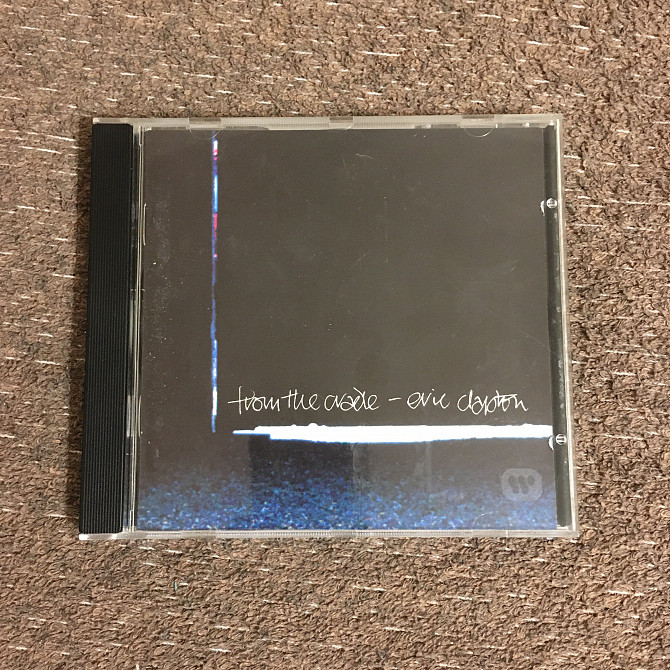 from the cradle - eric clapton